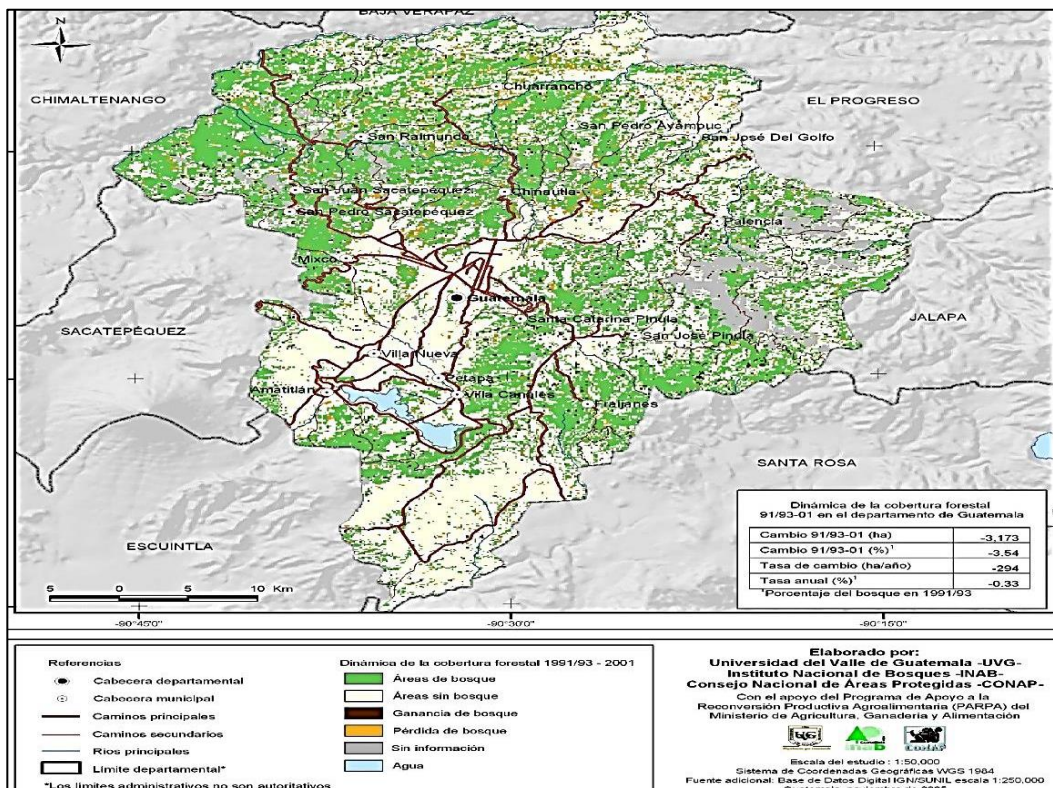 BAJA VERAPAZ
N
CHIMALTENANGO
EL PROGRESO
Chuarrancho
San Pedro Ayampuc
San José Del Golfo
San Raimundo
San Juan Sacatepéquez
Chinautla
San Pedro Sacatepéquez
Palencia
Mixco
Guatemala
SACATEPÉQUEZ
Santa Catarina Pinula
JALAPA
San José Pinula
Villa Nueva
Petapa
Amatitlán
Villa Canales
Fraijanes
SANTA ROSA
ESCUINTLA
5 0 5 10 Km
Dinámica de la cobertura forestal
91/93-01 en el departamento de Guatemala
Cambio 91/93-01 (ha) -3,173
Cambio 91/93-01 (%)¹ -3.54
Tasa de cambio (ha/año) -294
Tasa anual (%)¹ -0.33
¹Porcentaje del bosque en 1991/93
-90°45'0" -90°30'0" -90°15'0"
Referencias
Cabecera departamental
Cabecera municipal
Caminos principales
Caminos secundarios
Ríos principales
Límite departamental*
*Los límites administrativos no son autoritativos
Dinámica de la cobertura forestal 1991/93 - 2001
Áreas de bosque
Áreas sin bosque
Ganancia de bosque
Pérdida de bosque
Sin información
Agua
Elaborado por:
Universidad del Valle de Guatemala -UVG-
Instituto Nacional de Bosques -INAB-
Consejo Nacional de Áreas Protegidas -CONAP-
Con el apoyo del Programa de Apoyo a la
Reconversión Productiva Agroalimentaria (PARPA) del
Ministerio de Agricultura, Ganadería y Alimentación
Escala del estudio : 1:50,000
Sistema de Coordenadas Geográficas WGS 1984
Fuente adicional: Base de Datos Digital IGN/SUNIL escala 1:250,000